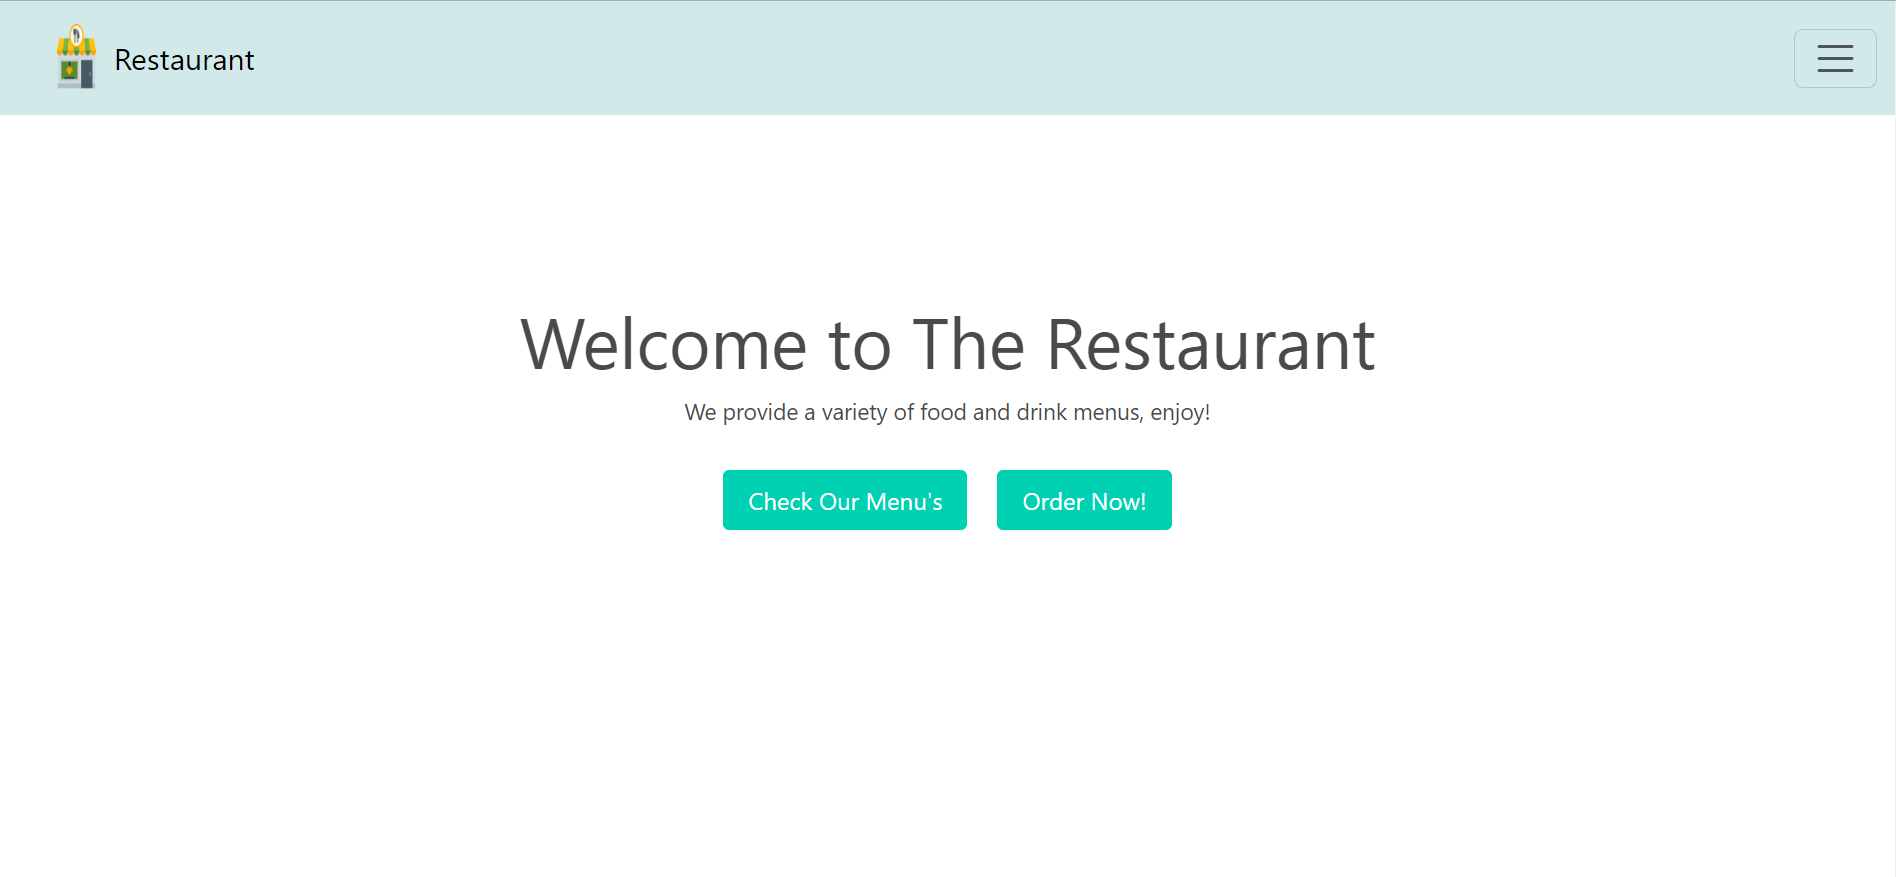 Restaurant
Welcome to The Restaurant
We provide a variety of food and drink menus, enjoy!
Check Our Menu's
Order Now!